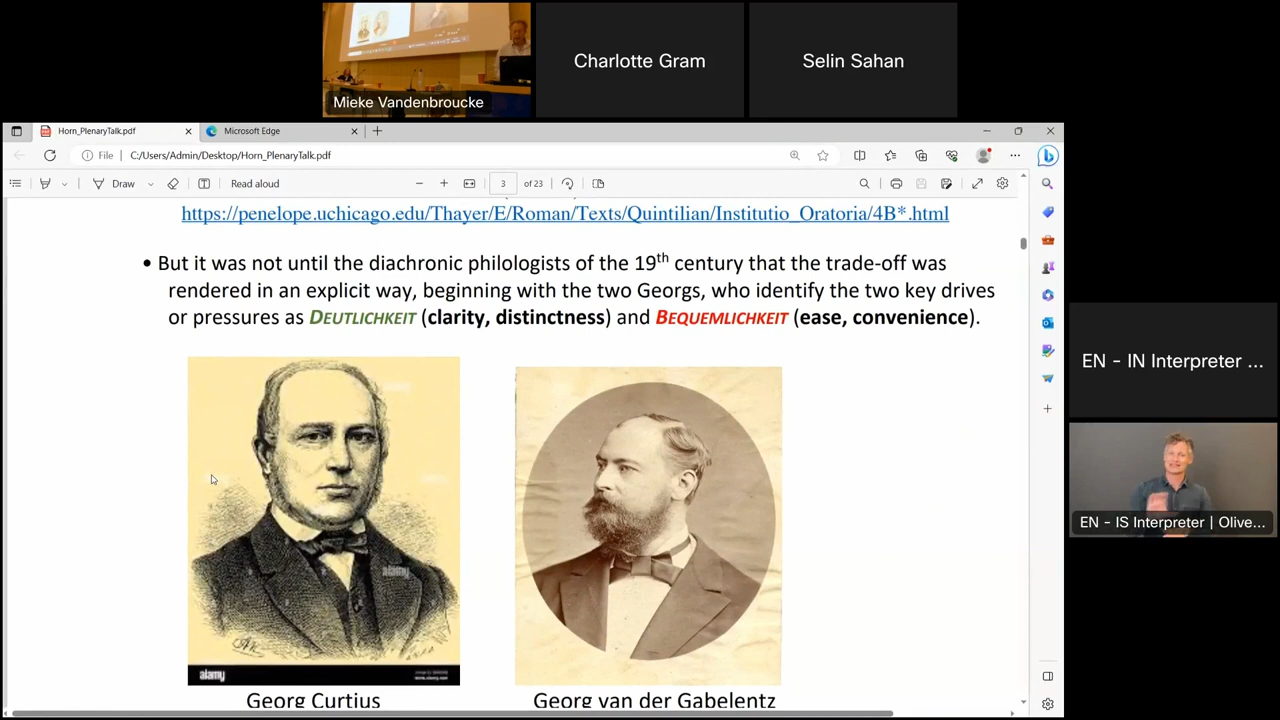 Mieke Vandenbroucke
Charlotte Gram
Selin Sahan
Horn_PlenaryTalk.pdf
Microsoft Edge
File
C:/Users/Admin/Desktop/Horn_PlenaryTalk.pdf
Draw
Read aloud
3
of 23
https://penelope.uchicago.edu/Thayer/E/Roman/Texts/Quintilian/Institutio_Oratoria/4B*.html
• But it was not until the diachronic philologists of the 19th century that the trade-off was
rendered in an explicit way, beginning with the two Georgs, who identify the two key drives
or pressures as DEUTLICHKEIT (clarity, distinctness) and BEQUEMLICHKEIT (ease, convenience).
alamy
alamy
Georg Curtius
Georg van der Gabelentz
EN - IN Interpreter ...
EN - IS Interpreter | Olive...